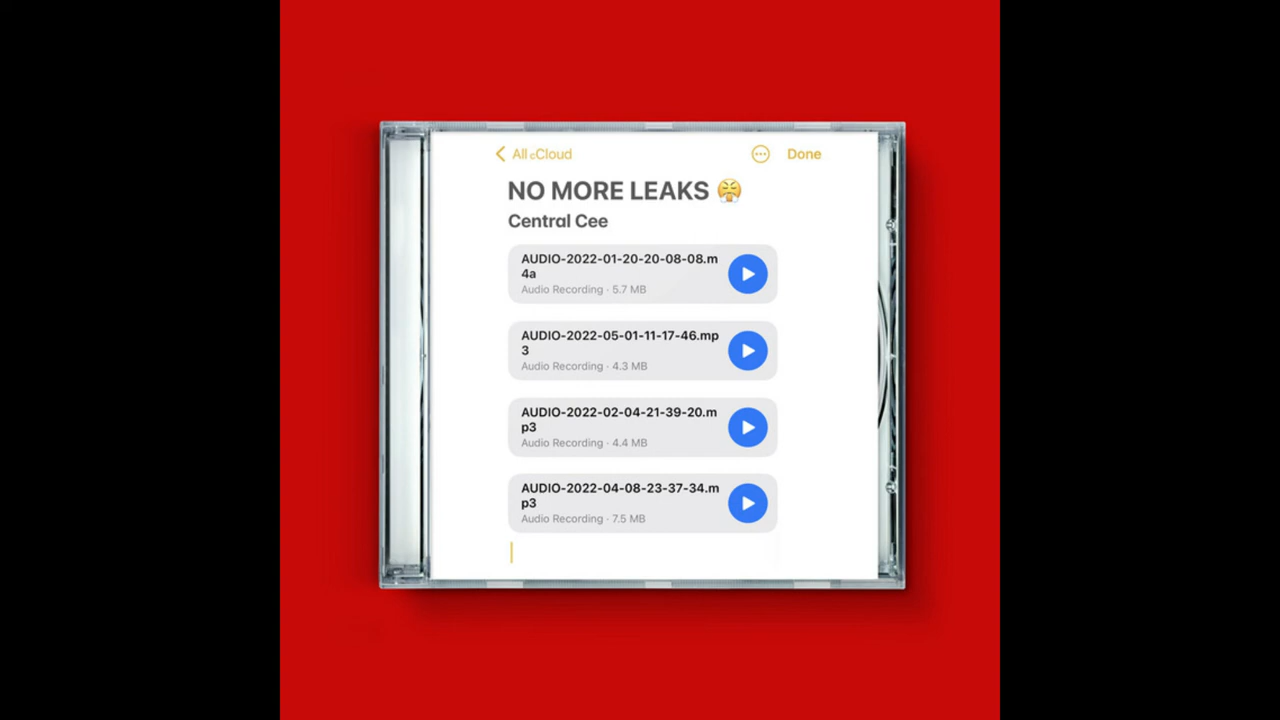 All cCloud
Done
NO MORE LEAKS 😤
Central Cee
AUDIO-2022-01-20-20-08-08.m
4a
Audio Recording · 5.7 MB
AUDIO-2022-05-01-11-17-46.mp
3
Audio Recording · 4.3 MB
AUDIO-2022-02-04-21-39-20.m
p3
Audio Recording · 4.4 MB
AUDIO-2022-04-08-23-37-34.m
p3
Audio Recording · 7.5 MB